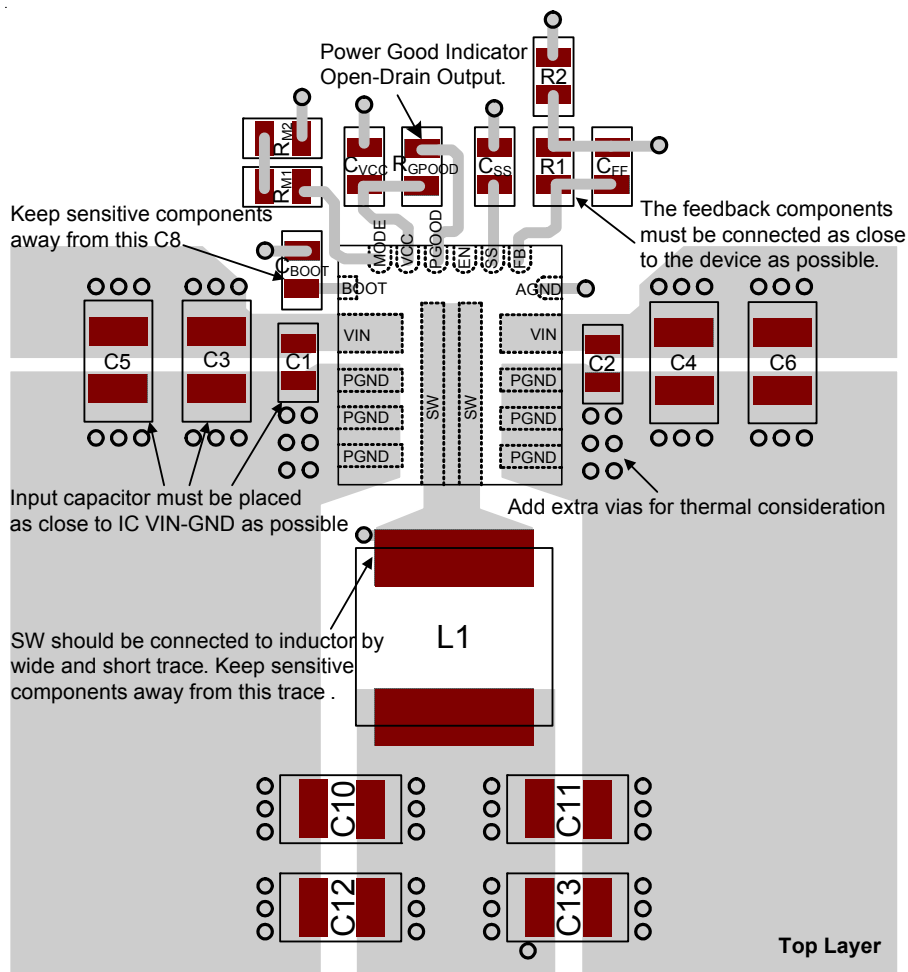 Power Good Indicator
Open-Drain Output.
R2
RM2
RM1
CVCC
RGPOOD
CSS
R1
CFF
Keep sensitive components
away from this C8
The feedback components
must be connected as close
to the device as possible.
CBOOT
MODE
VCC
PGOOD
EN
SS
FB
BOOT
AGND
C5
C3
C1
VIN
VIN
C2
C4
C6
PGND
PGND
SW
SW
PGND
PGND
PGND
PGND
Input capacitor must be placed
as close to IC VIN-GND as possible
Add extra vias for thermal consideration
L1
SW should be connected to inductor by
wide and short trace. Keep sensitive
components away from this trace .
C10
C11
C12
C13
Top Layer